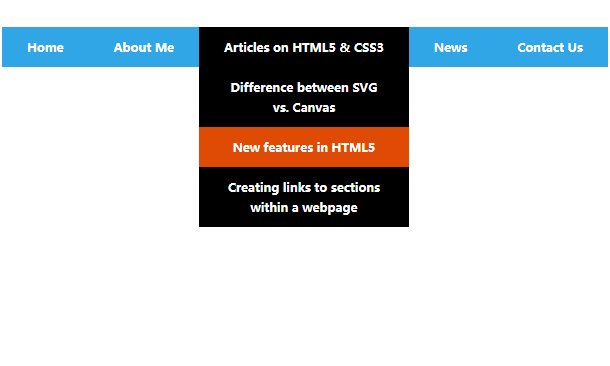 Home About Me Articles on HTML5 & CSS3 News Contact Us
Difference between SVG
vs. Canvas
New features in HTML5
Creating links to sections
within a webpage